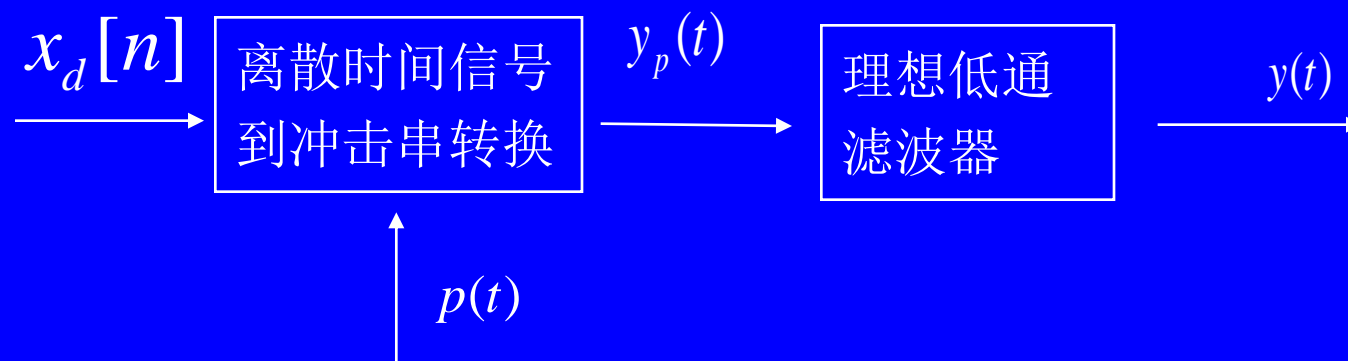 x_d[n]
离散时间信号
到冲击串转换
y_p(t)
理想低通
滤波器
y(t)
p(t)